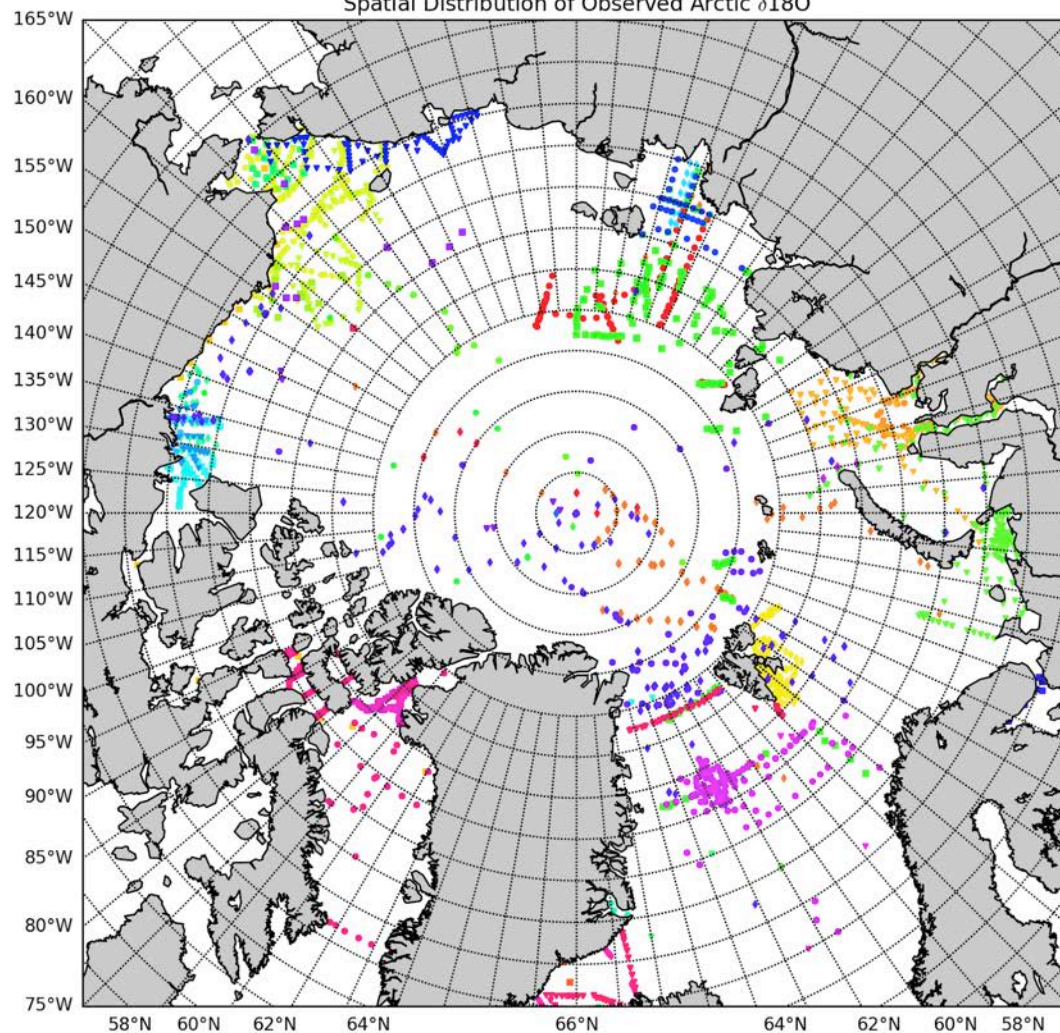 Spatial Distribution of Observed Arctic δ18O
165°W
160°W
155°W
150°W
145°W
140°W
135°W
130°W
125°W
120°W
115°W
110°W
105°W
100°W
95°W
90°W
85°W
80°W
75°W
58°N 60°N 62°N 64°N 66°N 64°N 62°N 60°N 58°N